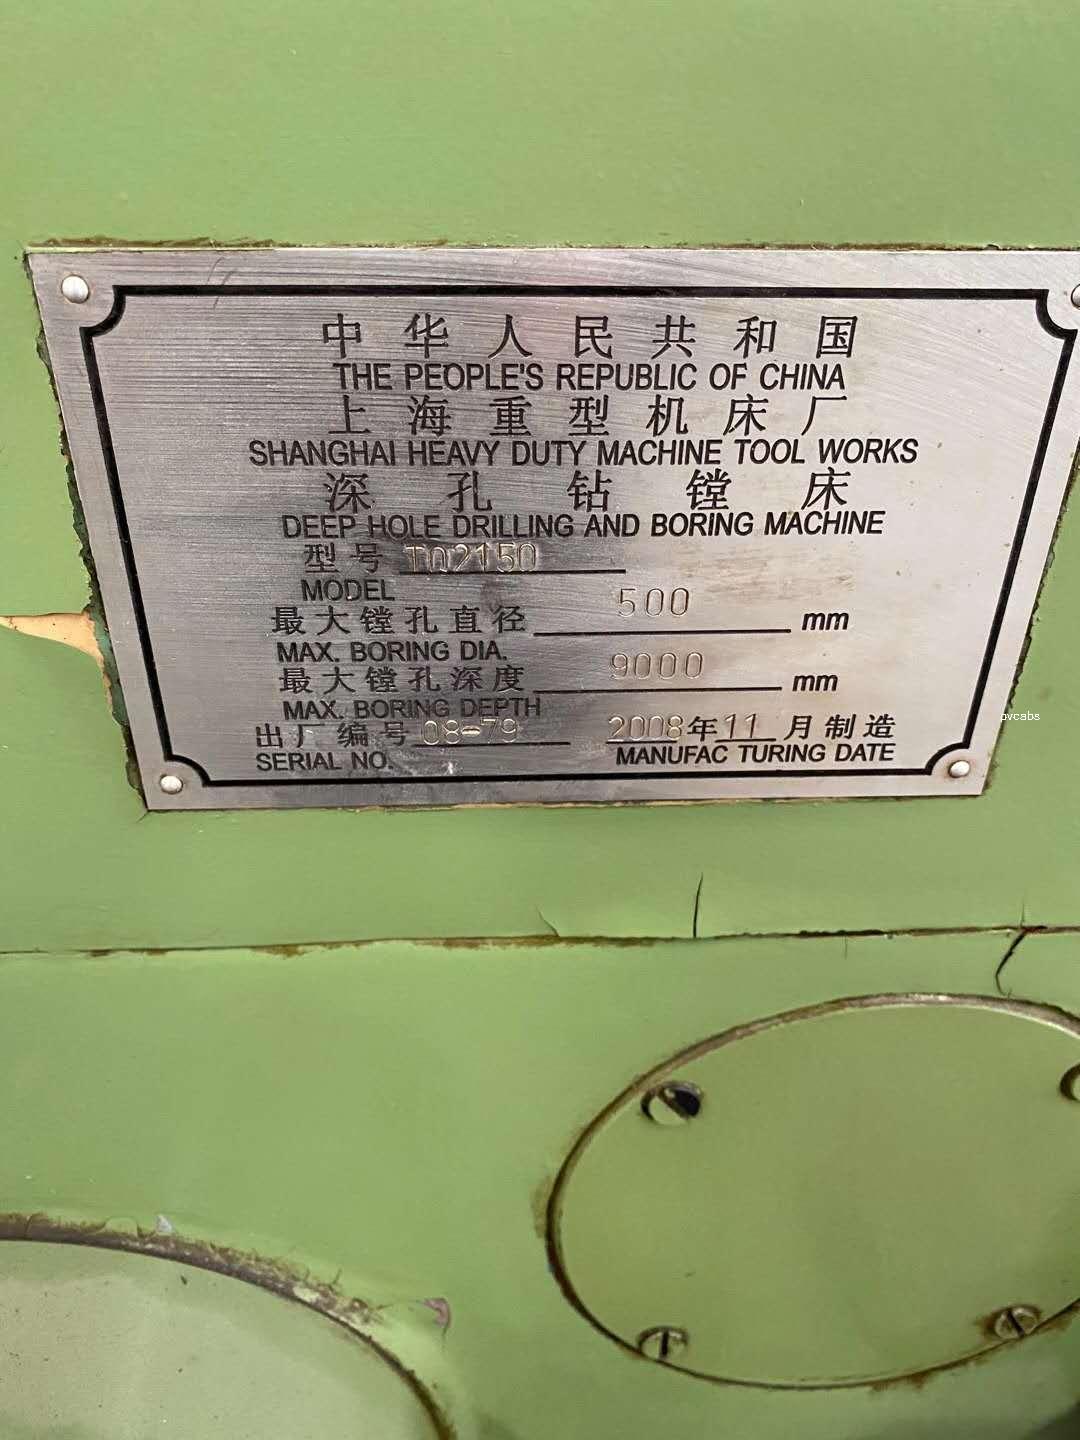 中华人民共和国
THE PEOPLE'S REPUBLIC OF CHINA
上海重型机床厂
SHANGHAI HEAVY DUTY MACHINE TOOL WORKS
深孔钻镗床
DEEP HOLE DRILLING AND BORING MACHINE
型号 TQ2150
MODEL
最大镗孔直径 500 mm
MAX. BORING DIA.
最大镗孔深度 9000 mm
MAX. BORING DEPTH
出厂编号 08-79 2008年11月制造
SERIAL NO. MANUFAC TURING DATE
ovcabs